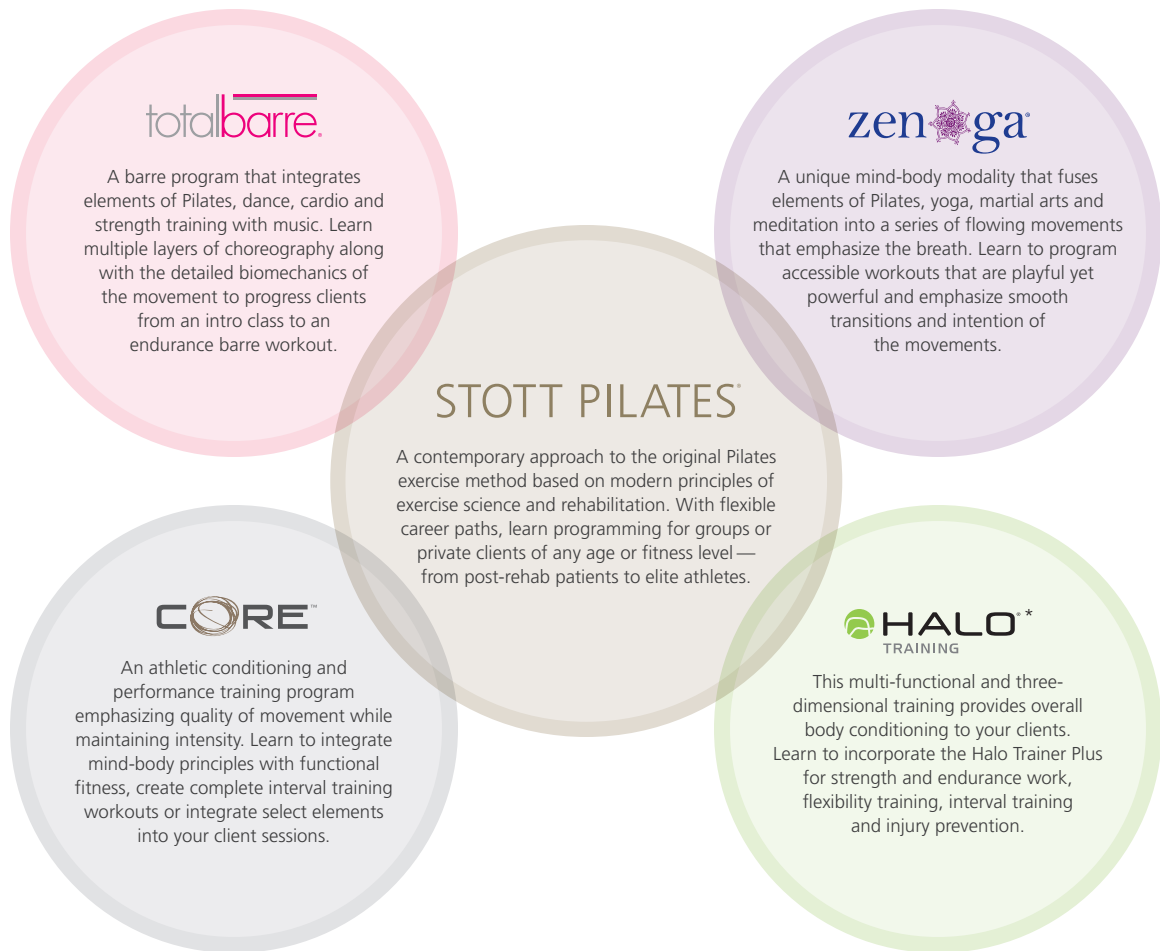 totalbarre®
A barre program that integrates
elements of Pilates, dance, cardio and
strength training with music. Learn
multiple layers of choreography along
with the detailed biomechanics of
the movement to progress clients
from an intro class to an
endurance barre workout.
zenga®
A unique mind-body modality that fuses
elements of Pilates, yoga, martial arts and
meditation into a series of flowing movements
that emphasize the breath. Learn to program
accessible workouts that are playful yet
powerful and emphasize smooth
transitions and intention of
the movements.
STOTT PILATES®
A contemporary approach to the original Pilates
exercise method based on modern principles of
exercise science and rehabilitation. With flexible
career paths, learn programming for groups or
private clients of any age or fitness level —
from post-rehab patients to elite athletes.
CORE™
An athletic conditioning and
performance training program
emphasizing quality of movement while
maintaining intensity. Learn to integrate
mind-body principles with functional
fitness, create complete interval training
workouts or integrate select elements
into your client sessions.
HALO®*
TRAINING
This multi-functional and three-
dimensional training provides overall
body conditioning to your clients.
Learn to incorporate the Halo Trainer Plus
for strength and endurance work,
flexibility training, interval training
and injury prevention.